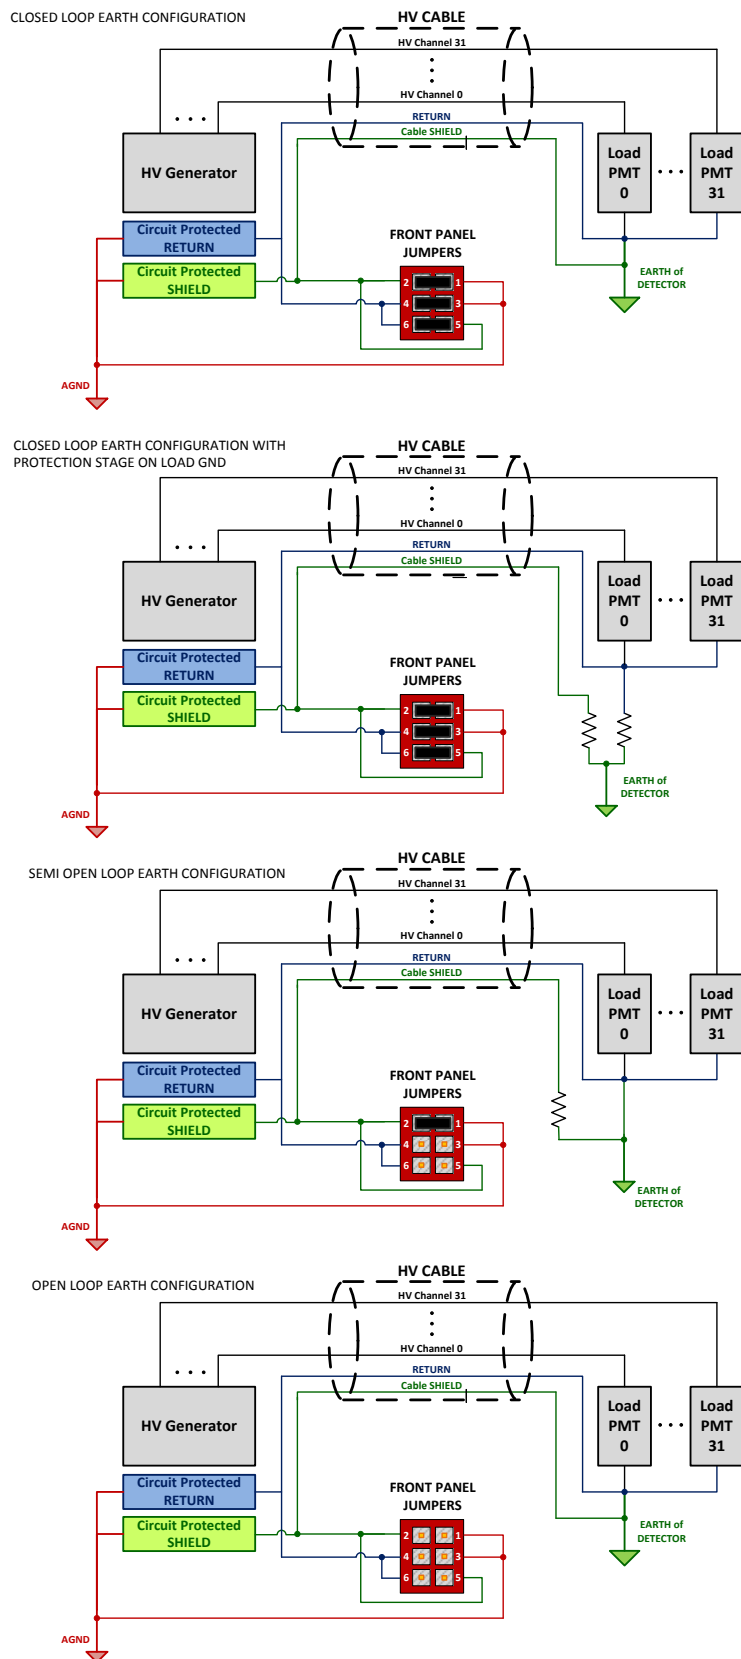 CLOSED LOOP EARTH CONFIGURATION
HV CABLE
HV Channel 31
HV Channel 0
RETURN
Cable SHIELD
HV Generator
Load
PMT
0
Load
PMT
31
Circuit Protected
RETURN
Circuit Protected
SHIELD
FRONT PANEL
JUMPERS
2 1
4 3
6 5
EARTH of
DETECTOR
AGND
CLOSED LOOP EARTH CONFIGURATION WITH
PROTECTION STAGE ON LOAD GND
HV CABLE
HV Channel 31
HV Channel 0
RETURN
Cable SHIELD
HV Generator
Load
PMT
0
Load
PMT
31
Circuit Protected
RETURN
Circuit Protected
SHIELD
FRONT PANEL
JUMPERS
2 1
4 3
6 5
EARTH of
DETECTOR
AGND
SEMI OPEN LOOP EARTH CONFIGURATION
HV CABLE
HV Channel 31
HV Channel 0
RETURN
Cable SHIELD
HV Generator
Load
PMT
0
Load
PMT
31
Circuit Protected
RETURN
Circuit Protected
SHIELD
FRONT PANEL
JUMPERS
2 1
4 3
6 5
EARTH of
DETECTOR
AGND
OPEN LOOP EARTH CONFIGURATION
HV CABLE
HV Channel 31
HV Channel 0
RETURN
Cable SHIELD
HV Generator
Load
PMT
0
Load
PMT
31
Circuit Protected
RETURN
Circuit Protected
SHIELD
FRONT PANEL
JUMPERS
2 1
4 3
6 5
EARTH of
DETECTOR
AGND